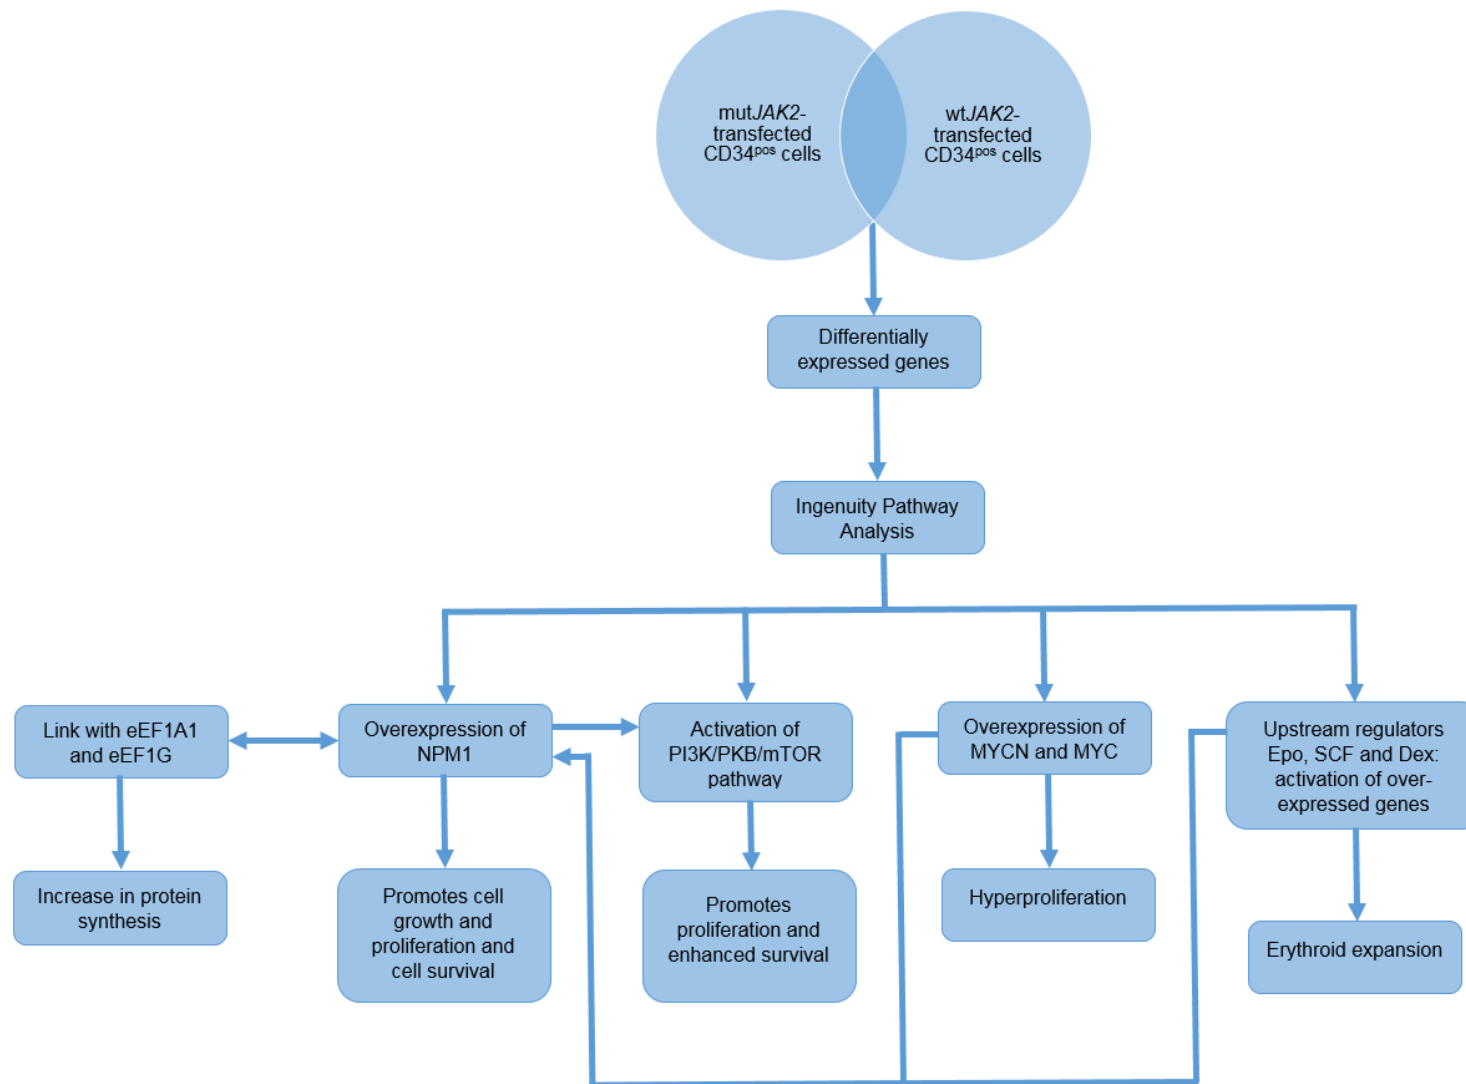 mutJAK2-
transfected
CD34pos cells
wtJAK2-
transfected
CD34pos cells
Differentially
expressed genes
Ingenuity Pathway
Analysis
Link with eEF1A1
and eEF1G
Overexpression of
NPM1
Activation of
PI3K/PKB/mTOR
pathway
Overexpression of
MYCN and MYC
Upstream regulators
Epo, SCF and Dex:
activation of over-
expressed genes
Increase in protein
synthesis
Promotes cell
growth and
proliferation and
cell survival
Promotes
proliferation and
enhanced survival
Hyperproliferation
Erythroid expansion